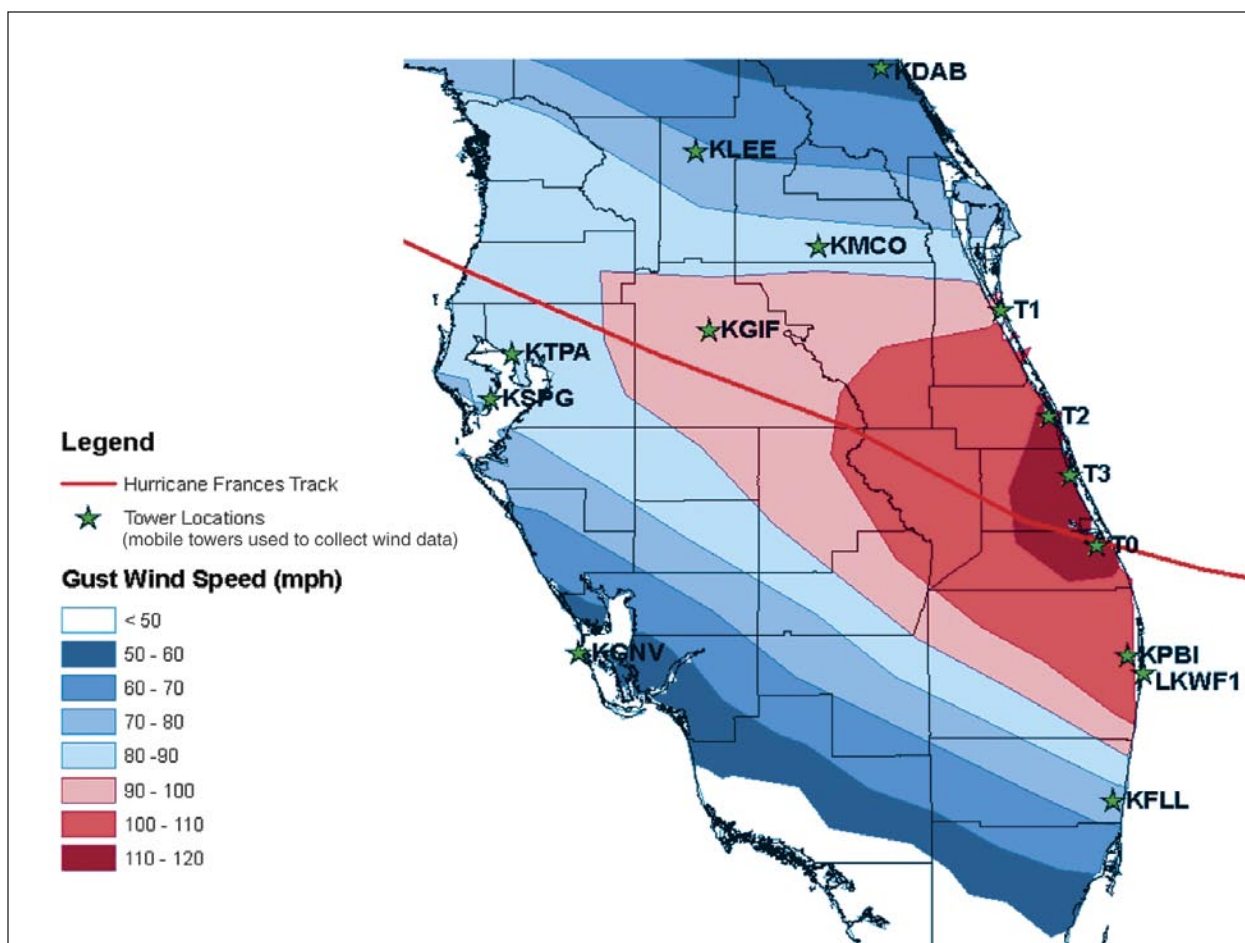 KDAB
KLEE
KMCO
T1
KGIF
KTPA
KSPG
T2
T3
T0
KCNV
KPBI
LKWF1
KFLL
Legend
Hurricane Frances Track
Tower Locations
(mobile towers used to collect wind data)
Gust Wind Speed (mph)
< 50
50 - 60
60 - 70
70 - 80
80 -90
90 - 100
100 - 110
110 - 120